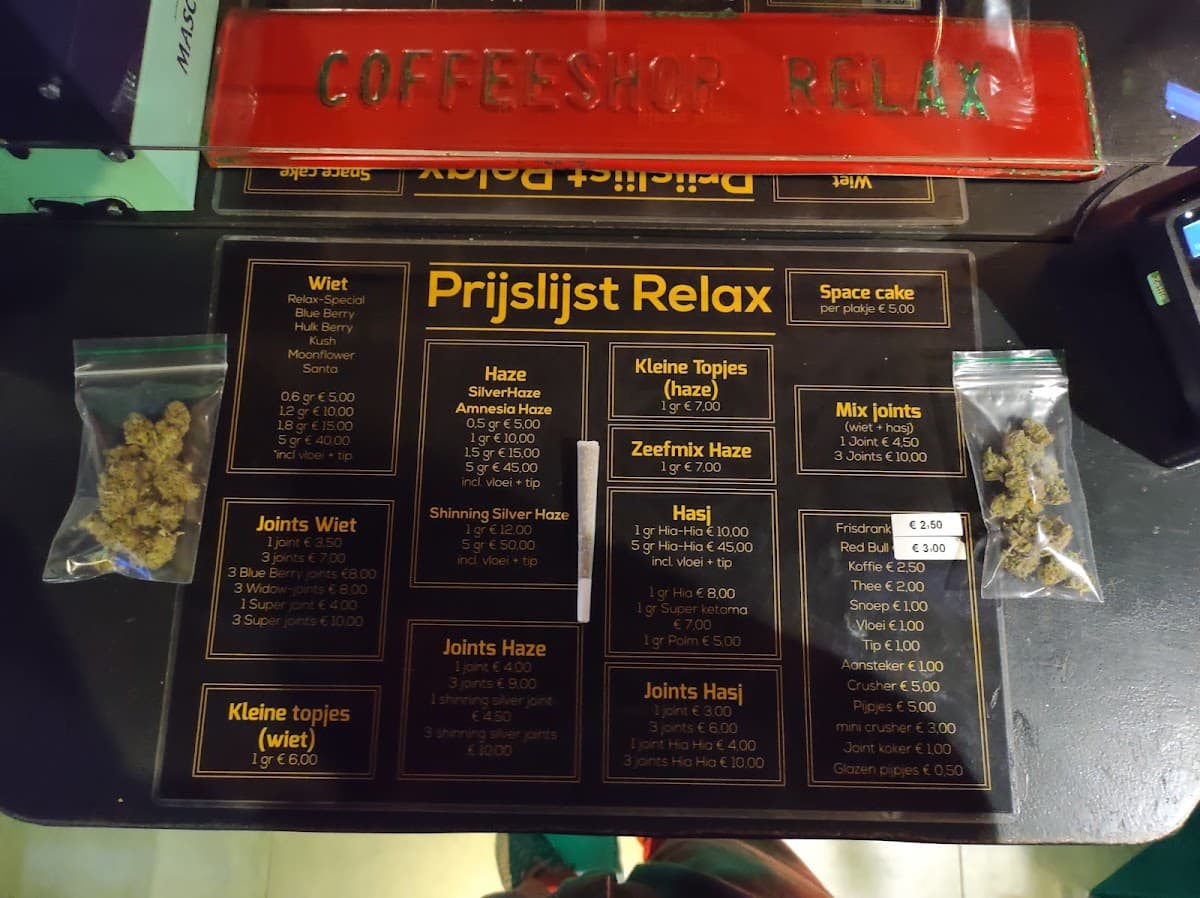 MASC
COFFEESHOP RELAX
Space cake
Prijslijst Relax
Wiet
Wiet
Relax-Special
Blue Berry
Hulk Berry
Kush
Moonflower
Santa
0,6 gr € 5,00
1,2 gr € 10,00
1,8 gr € 15,00
5 gr € 40,00
*incl vloei + tip
Joints Wiet
1 joint € 3,50
3 joints € 7,00
3 Blue Berry joints €8,00
3 Widow-joints € 8,00
1 Super joint € 4,00
3 Super joints € 10,00
Kleine topjes
(wiet)
1 gr € 6,00
Prijslijst Relax
Haze
SilverHaze
Amnesia Haze
0,5 gr € 5,00
1 gr € 10,00
1,5 gr € 15,00
5 gr € 45,00
incl. vloei + tip
Shinning Silver Haze
1 gr € 12,00
5 gr € 50,00
incl. vloei + tip
Joints Haze
1 joint € 4,00
3 joints € 9,00
1 shinning silver joint
€ 4,50
3 shinning silver joints
€ 10,00
Kleine Topjes
(haze)
1 gr € 7,00
Zeefmix Haze
1 gr € 7,00
Hasj
1 gr Hia-Hia € 10,00
5 gr Hia-Hia € 45,00
incl. vloei + tip
1 gr Hia € 8,00
1 gr Super ketama
€ 7,00
1 gr Polm € 5,00
Joints Hasj
1 joint € 3,00
3 joints € 6,00
1 joint Hia Hia € 4,00
3 joints Hia Hia € 10,00
Space cake
per plakje € 5,00
Mix joints
(wiet + hasj)
1 Joint € 4,50
3 Joints € 10,00
Frisdrank € 2,50
Red Bull € 3,00
Koffie € 2,50
Thee € 2,00
Snoep € 1,00
Vloei € 1,00
Tip € 1,00
Aansteker € 1,00
Crusher € 5,00
Pijpjes € 5,00
mini crusher € 3,00
Joint koker € 1,00
Glazen pijpjes € 0,50